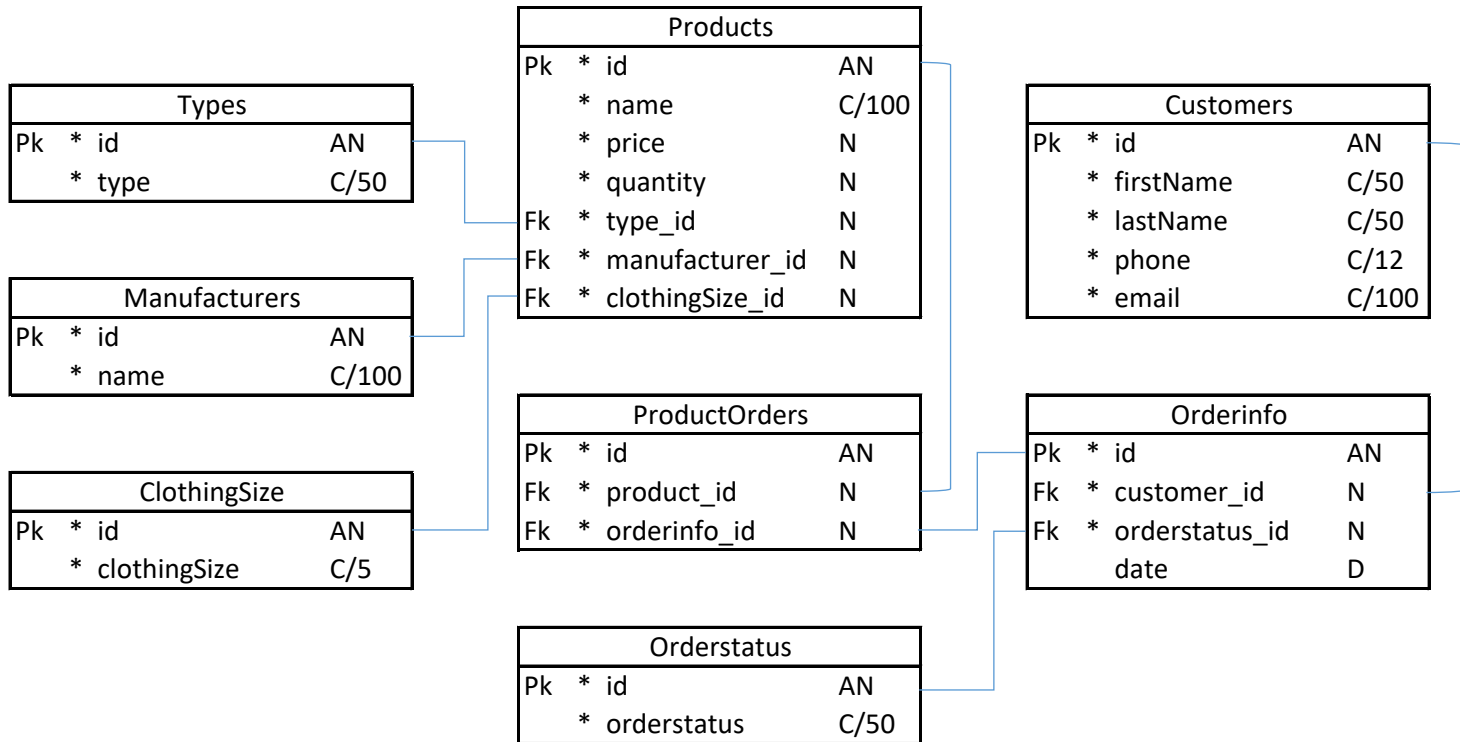 Products
Pk * id AN
* name C/100
* price N
* quantity N
Fk * type_id N
Fk * manufacturer_id N
Fk * clothingSize_id N
Types
Pk * id AN
* type C/50
Customers
Pk * id AN
* firstName C/50
* lastName C/50
* phone C/12
* email C/100
Manufacturers
Pk * id AN
* name C/100
ProductOrders
Pk * id AN
Fk * product_id N
Fk * orderinfo_id N
Orderinfo
Pk * id AN
Fk * customer_id N
Fk * orderstatus_id N
date D
ClothingSize
Pk * id AN
* clothingSize C/5
Orderstatus
Pk * id AN
* orderstatus C/50